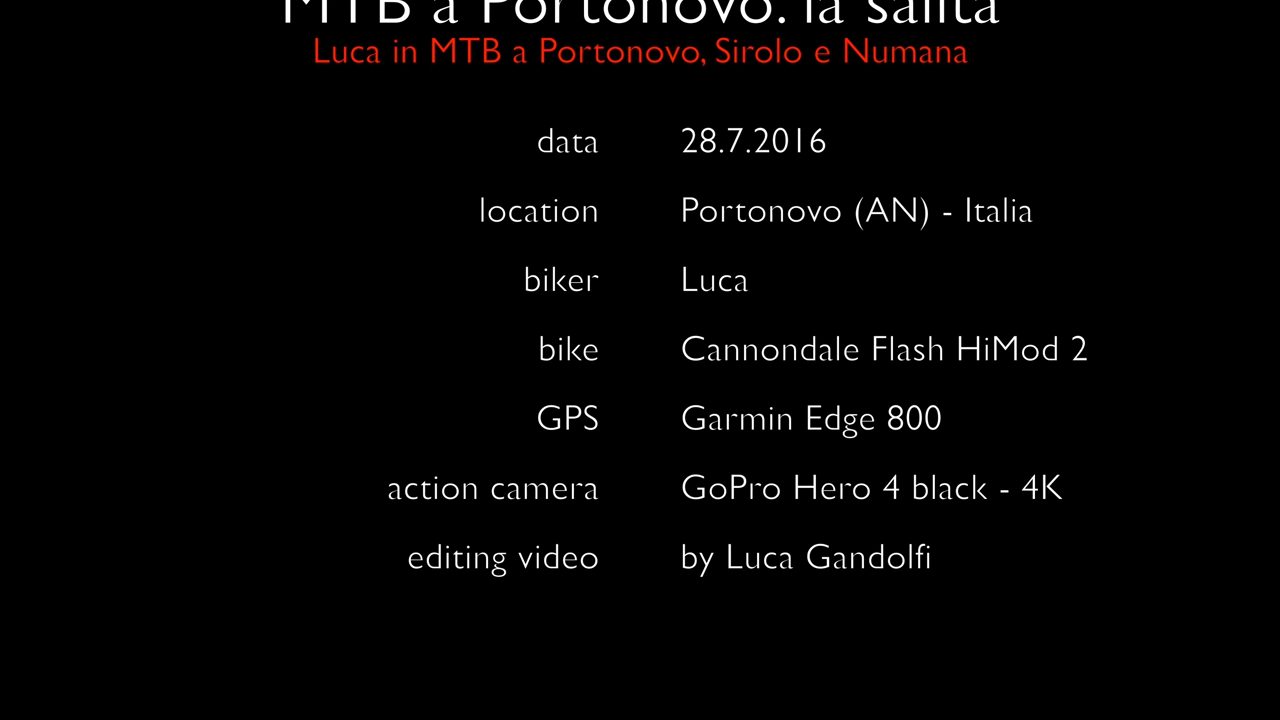 MTB a Portonovo: la salita
Luca in MTB a Portonovo, Sirolo e Numana
data 28.7.2016
location Portonovo (AN) - Italia
biker Luca
bike Cannondale Flash HiMod 2
GPS Garmin Edge 800
action camera GoPro Hero 4 black - 4K
editing video by Luca Gandolfi